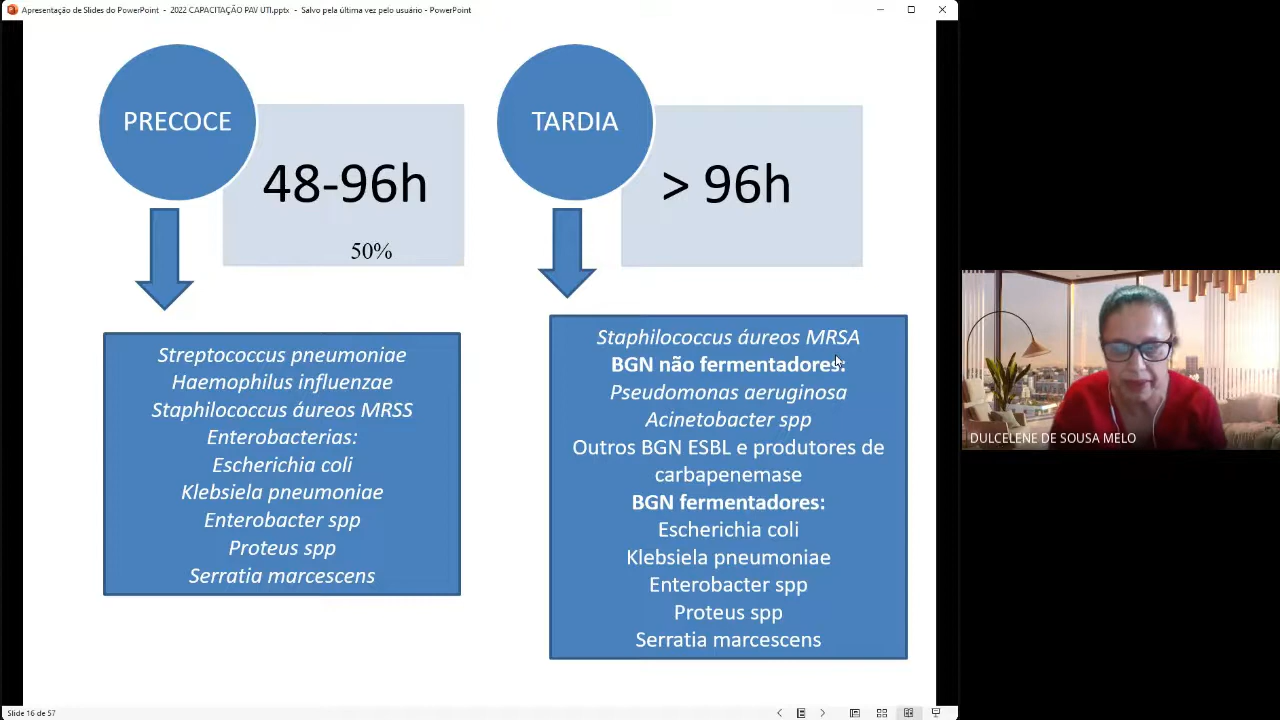 Apresentação de Slides do PowerPoint - 2022 CAPACITAÇÃO PAV UTI.pptx - Salvo pela última vez pelo usuário - PowerPoint
PRECOCE
48-96h
50%
Streptococcus pneumoniae
Haemophilus influenzae
Staphilococcus áureos MRSS
Enterobacterias:
Escherichia coli
Klebsiela pneumoniae
Enterobacter spp
Proteus spp
Serratia marcescens
TARDIA
> 96h
Staphilococcus áureos MRSA
BGN não fermentadores:
Pseudomonas aeruginosa
Acinetobacter spp
Outros BGN ESBL e produtores de
carbapenemase
BGN fermentadores:
Escherichia coli
Klebsiela pneumoniae
Enterobacter spp
Proteus spp
Serratia marcescens
DULCELENE DE SOUSA MELO
Slide 16 de 57